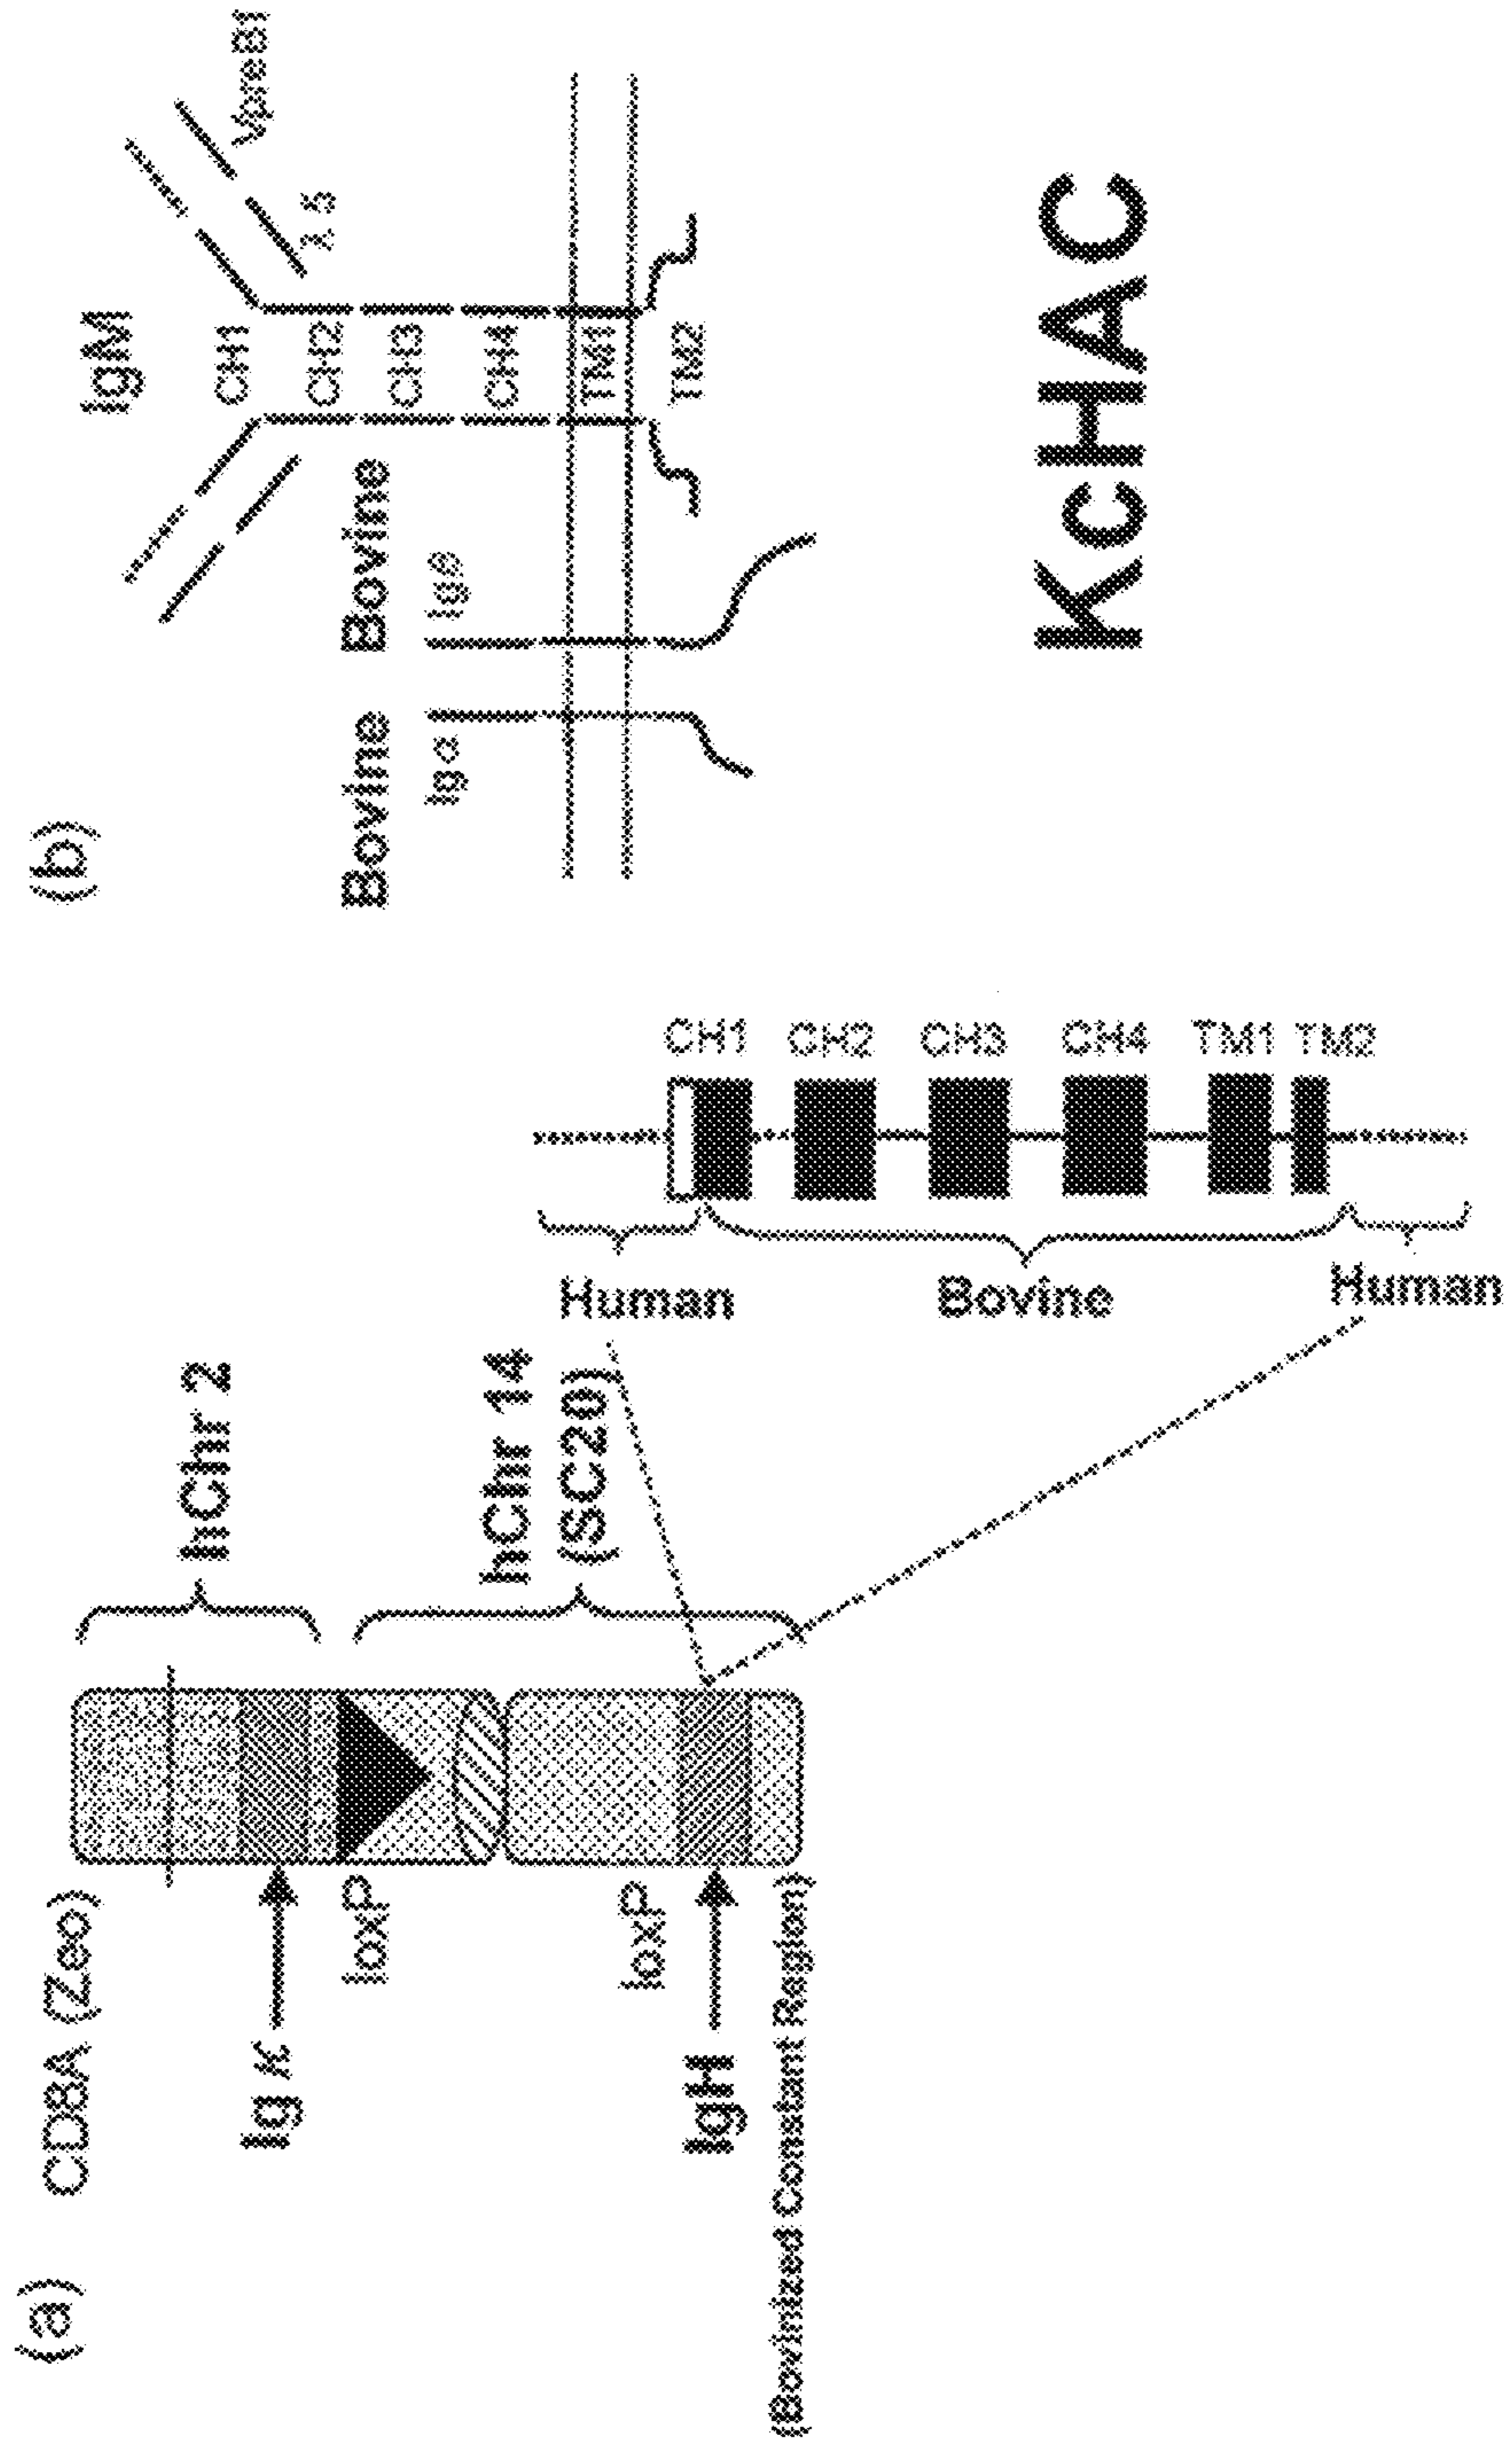 (a)
CD8A (Zeo)
Ig κ
loxP
loxP
IgH
(Bovinized Constant Region)
hChr 2
hChr 14
(SC20)
Human
Bovine
Human
CH1
CH2
CH3
CH4
TM1
TM2
(b)
IgM
VpreB1
λ 5
CH1
CH2
CH3
CH4
TM1
TM2
Bovine
Bovine
Igα
Igβ
KcHAC